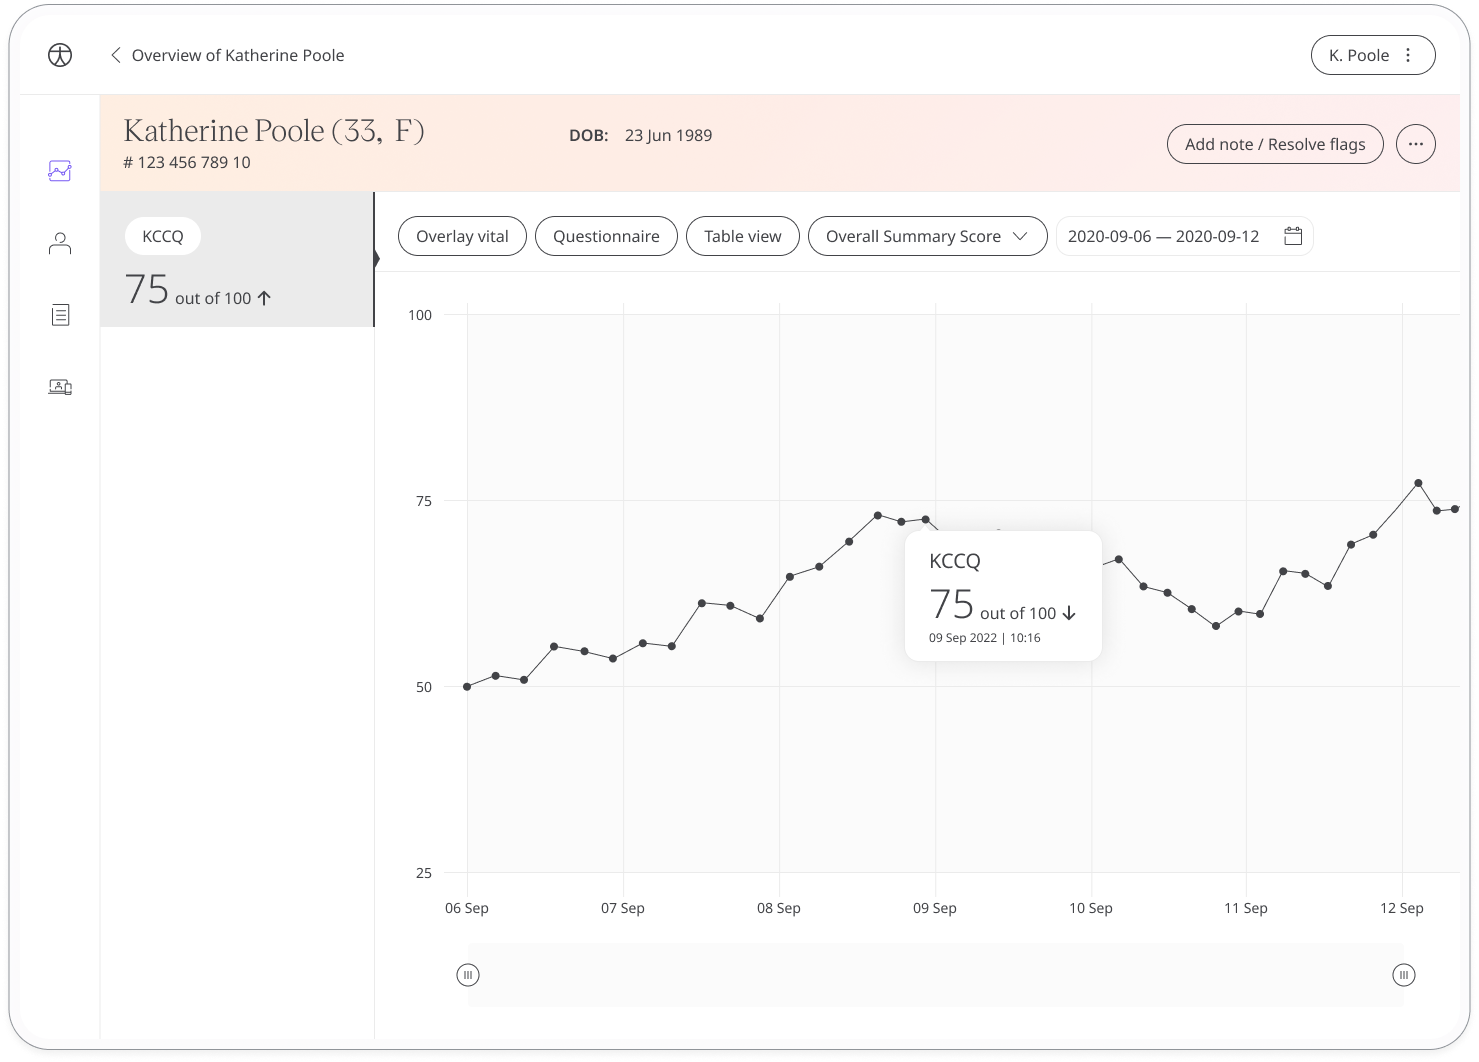 Overview of Katherine Poole
K. Poole
Katherine Poole (33, F)
DOB: 23 Jun 1989
# 123 456 789 10
Add note / Resolve flags
KCCQ
75 out of 100
Overlay vital
Questionnaire
Table view
Overall Summary Score
2020-09-06 — 2020-09-12
100
75
50
25
KCCQ
75 out of 100
09 Sep 2022 | 10:16
06 Sep
07 Sep
08 Sep
09 Sep
10 Sep
11 Sep
12 Sep